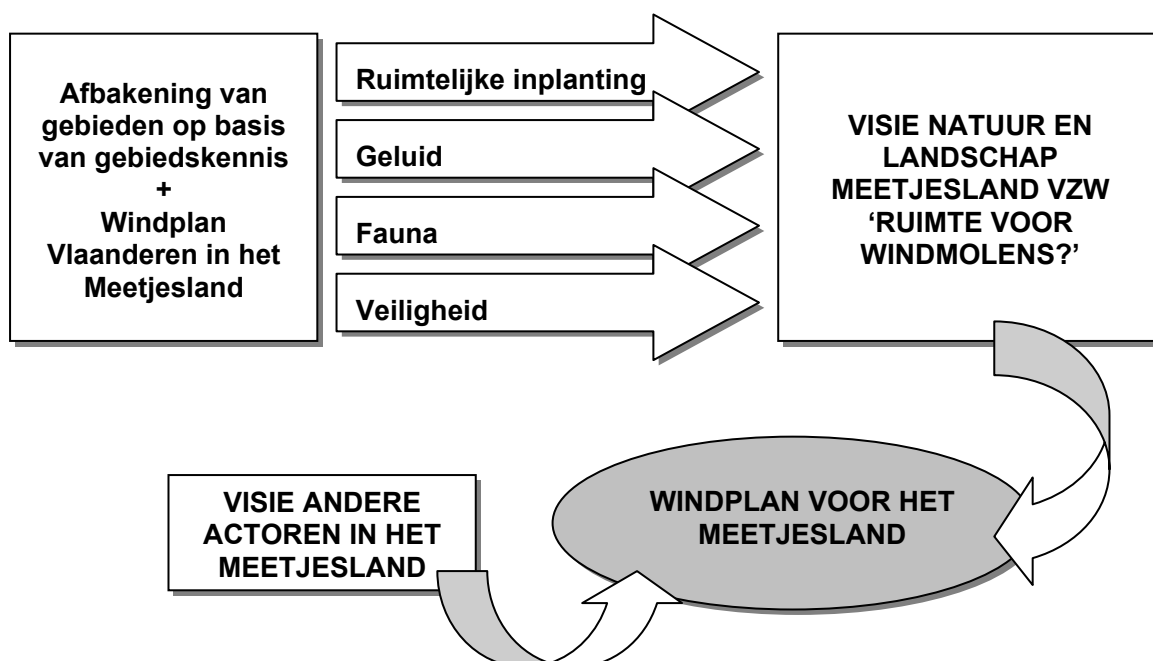 Afbakening van
gebieden op basis
van gebiedskennis
+
Windplan
Vlaanderen in het
Meetjesland
Ruimtelijke inplanting
Geluid
Fauna
Veiligheid
VISIE NATUUR EN
LANDSCHAP
MEETJESLAND VZW
‘RUIMTE VOOR
WINDMOLENS?’
VISIE ANDERE
ACTOREN IN HET
MEETJESLAND
WINDPLAN VOOR HET
MEETJESLAND